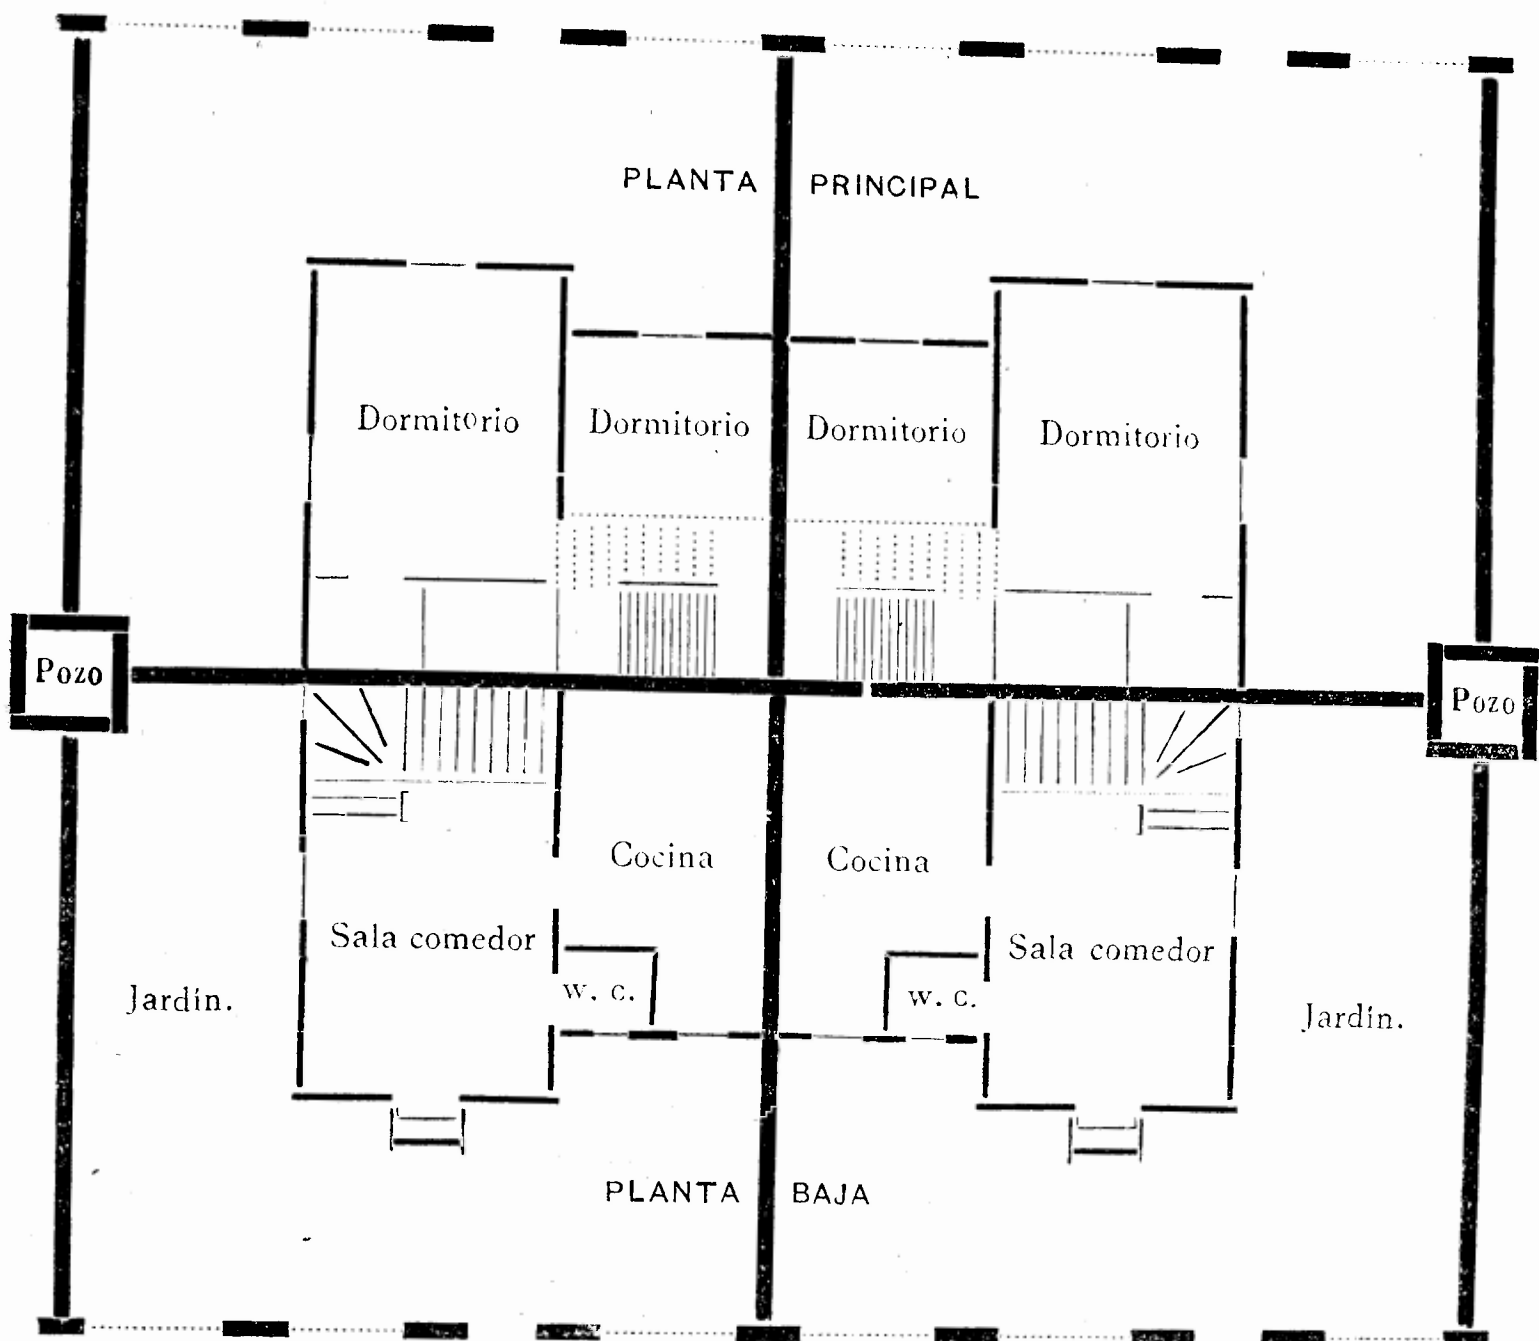 PLANTA PRINCIPAL
Dormitorio Dormitorio Dormitorio Dormitorio
Pozo Pozo
Cocina Cocina
Sala comedor Sala comedor
w. c. w. c.
Jardín. Jardín.
PLANTA BAJA